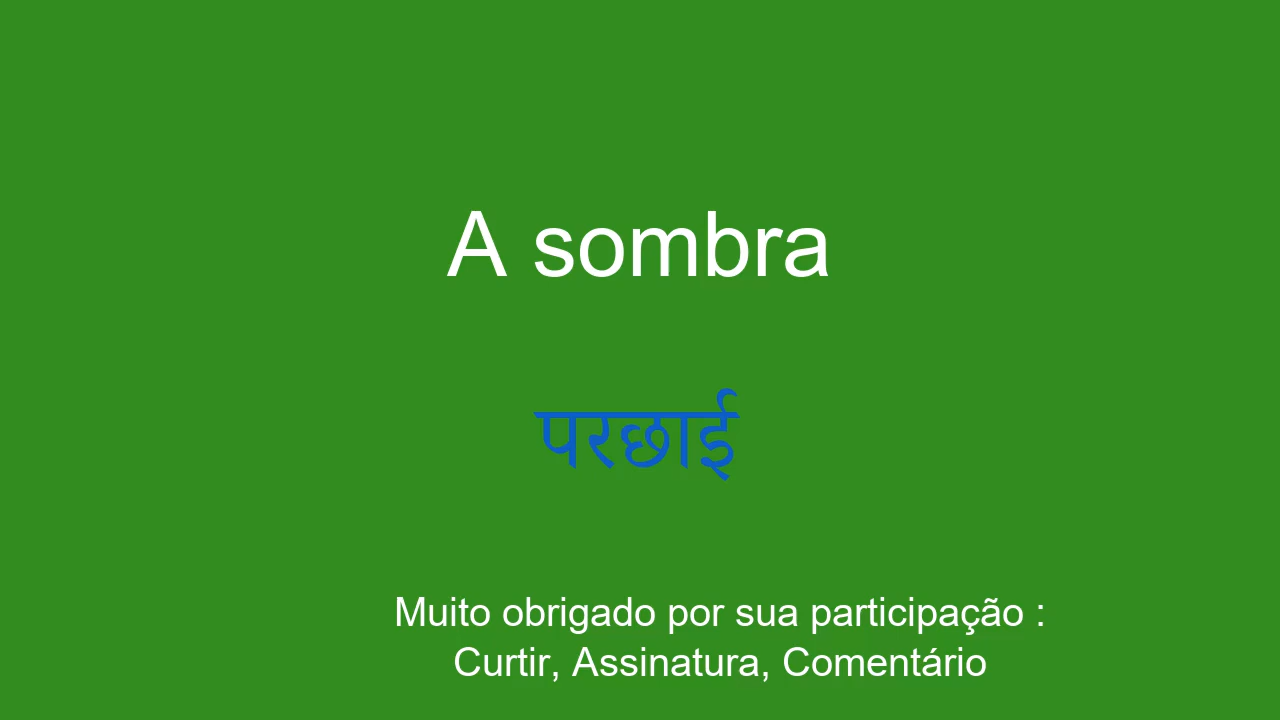 A sombra
परछाई
Muito obrigado por sua participação :
Curtir, Assinatura, Comentário